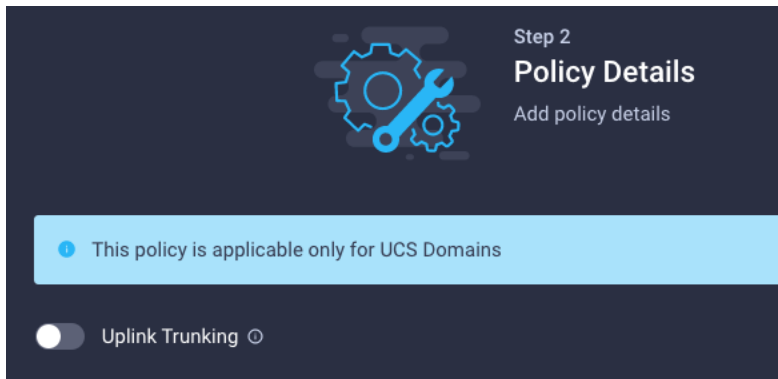 Step 2
Policy Details
Add policy details
This policy is applicable only for UCS Domains
Uplink Trunking